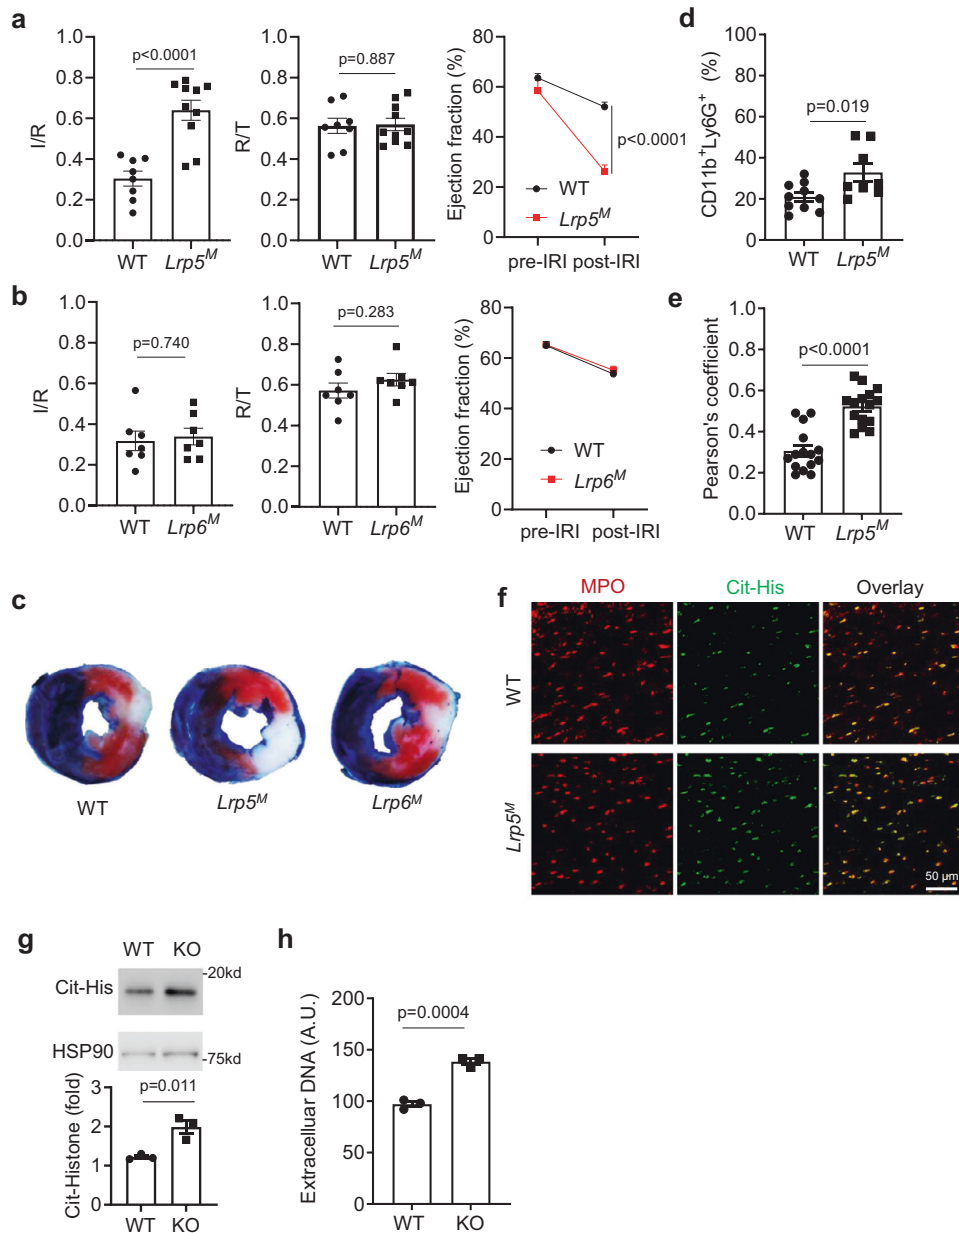 a
1.0
0.8
0.6
0.4
0.2
0.0
I/R
p<0.0001
WT
Lrp5M
1.0
0.8
0.6
0.4
0.2
0.0
R/T
p=0.887
WT
Lrp5M
80
60
40
20
0
Ejection fraction (%)
p<0.0001
WT
Lrp5M
pre-IRI post-IRI
d
100
80
60
40
20
0
CD11b+Ly6G+ (%)
p=0.019
WT
Lrp5M
b
1.0
0.8
0.6
0.4
0.2
0.0
I/R
p=0.740
WT
Lrp6M
1.0
0.8
0.6
0.4
0.2
0.0
R/T
p=0.283
WT
Lrp6M
80
60
40
20
0
Ejection fraction (%)
WT
Lrp6M
pre-IRI post-IRI
e
1.0
0.8
0.6
0.4
0.2
0.0
Pearson's coefficient
p<0.0001
WT
Lrp5M
c
WT
Lrp5M
Lrp6M
f
MPO
Cit-His
Overlay
WT
Lrp5M
50 µm
g
WT
KO
Cit-His
-20kd
HSP90
-75kd
p=0.011
3
2
1
0
Cit-Histone (fold)
WT
KO
h
200
150
100
50
0
Extracelluar DNA (A.U.)
p=0.0004
WT
KO